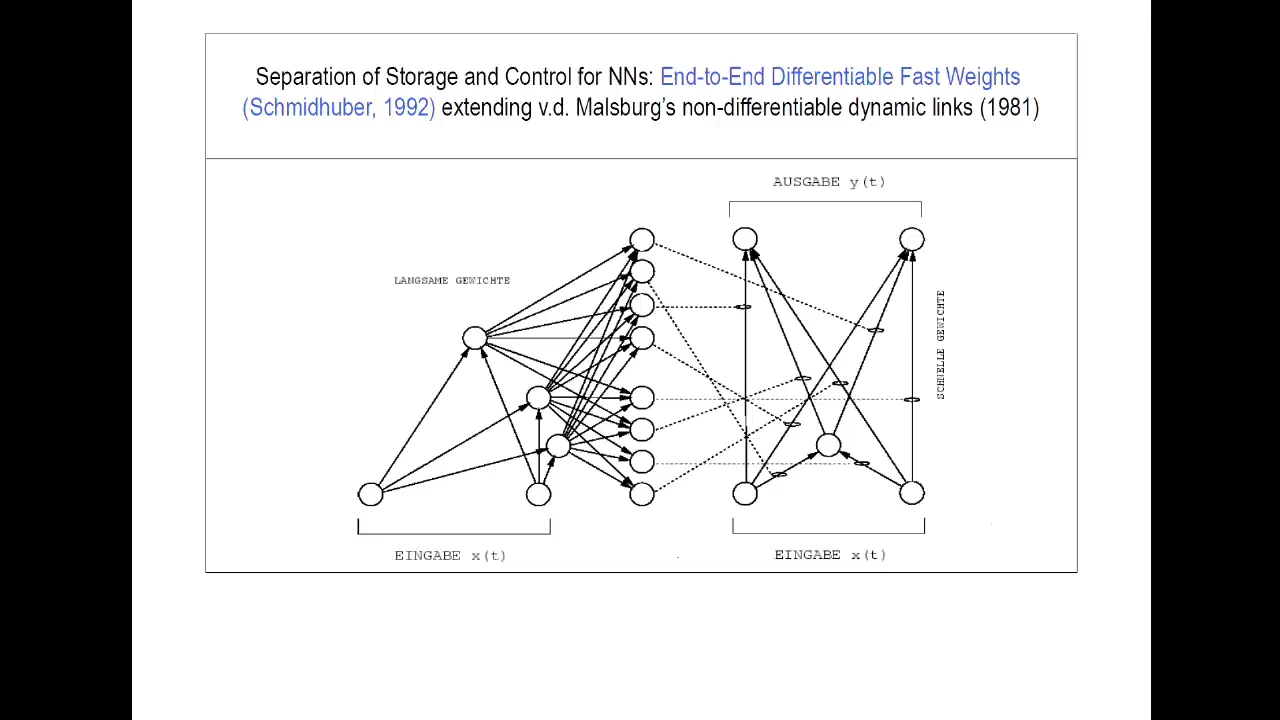 Separation of Storage and Control for NNs: End-to-End Differentiable Fast Weights
(Schmidhuber, 1992) extending v.d. Malsburg's non-differentiable dynamic links (1981)
AUSGABE y(t)
LANGSAME GEWICHTE
SCHNELLE GEWICHTE
EINGABE x(t)
EINGABE x(t)